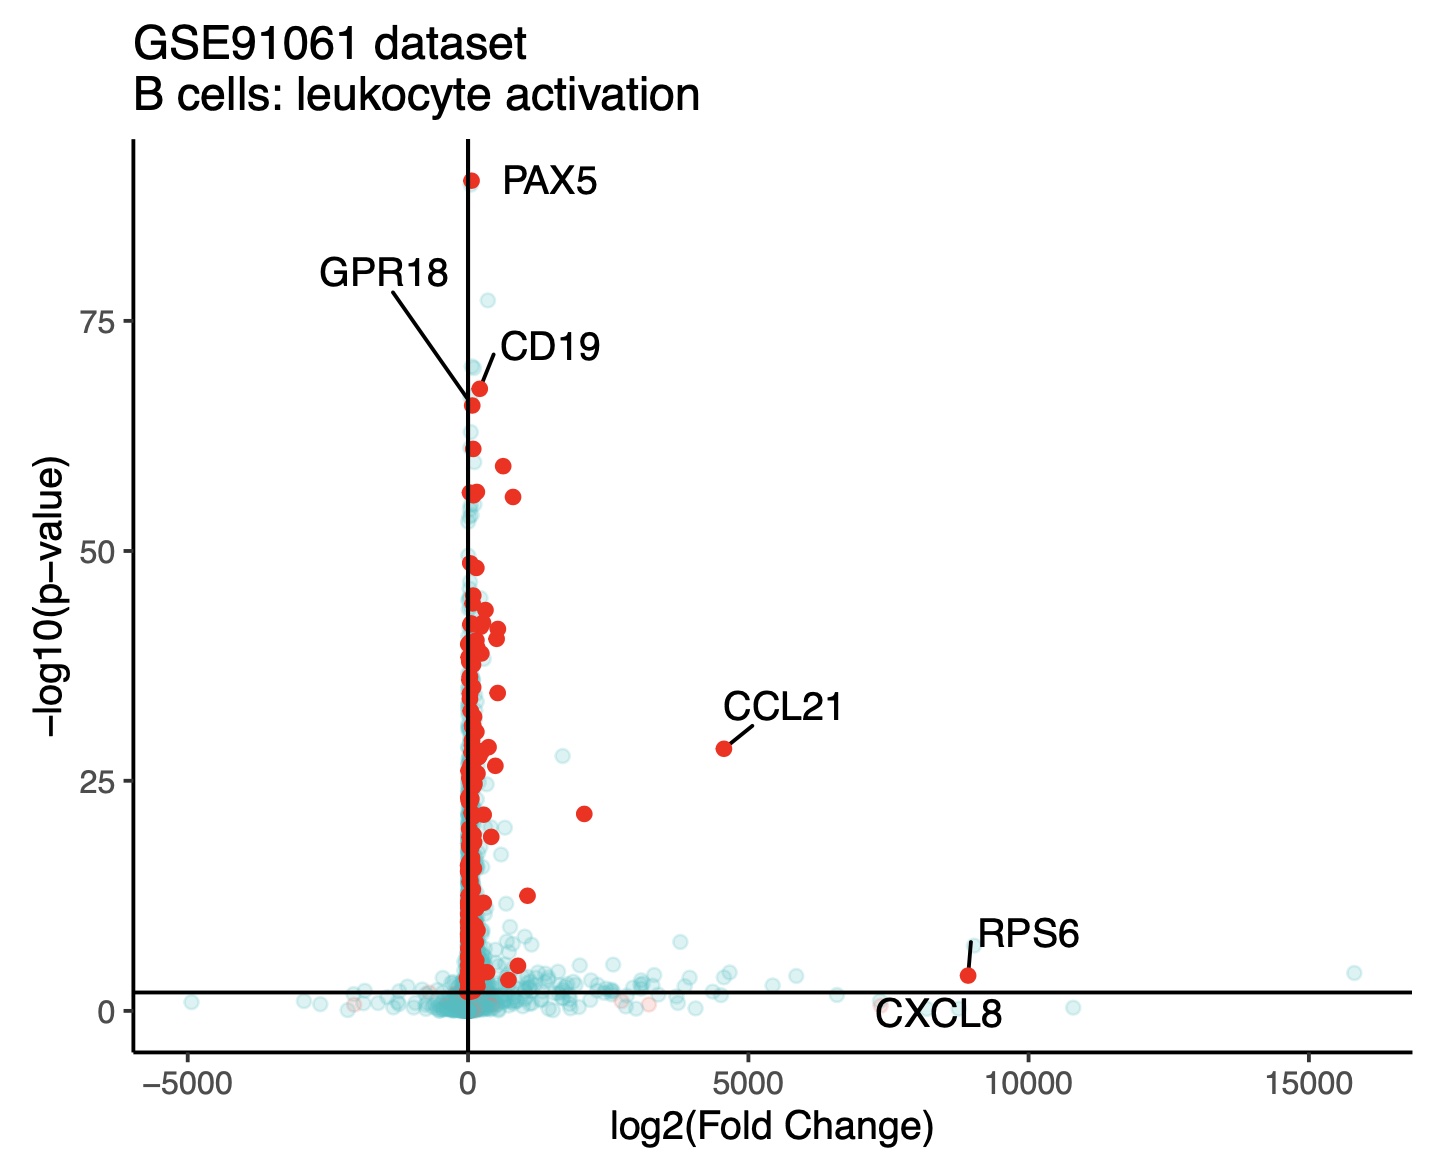 GSE91061 dataset
B cells: leukocyte activation
PAX5
GPR18
CD19
CCL21
RPS6
CXCL8
−log10(p−value)
75
50
25
0
−5000
0
5000
10000
15000
log2(Fold Change)